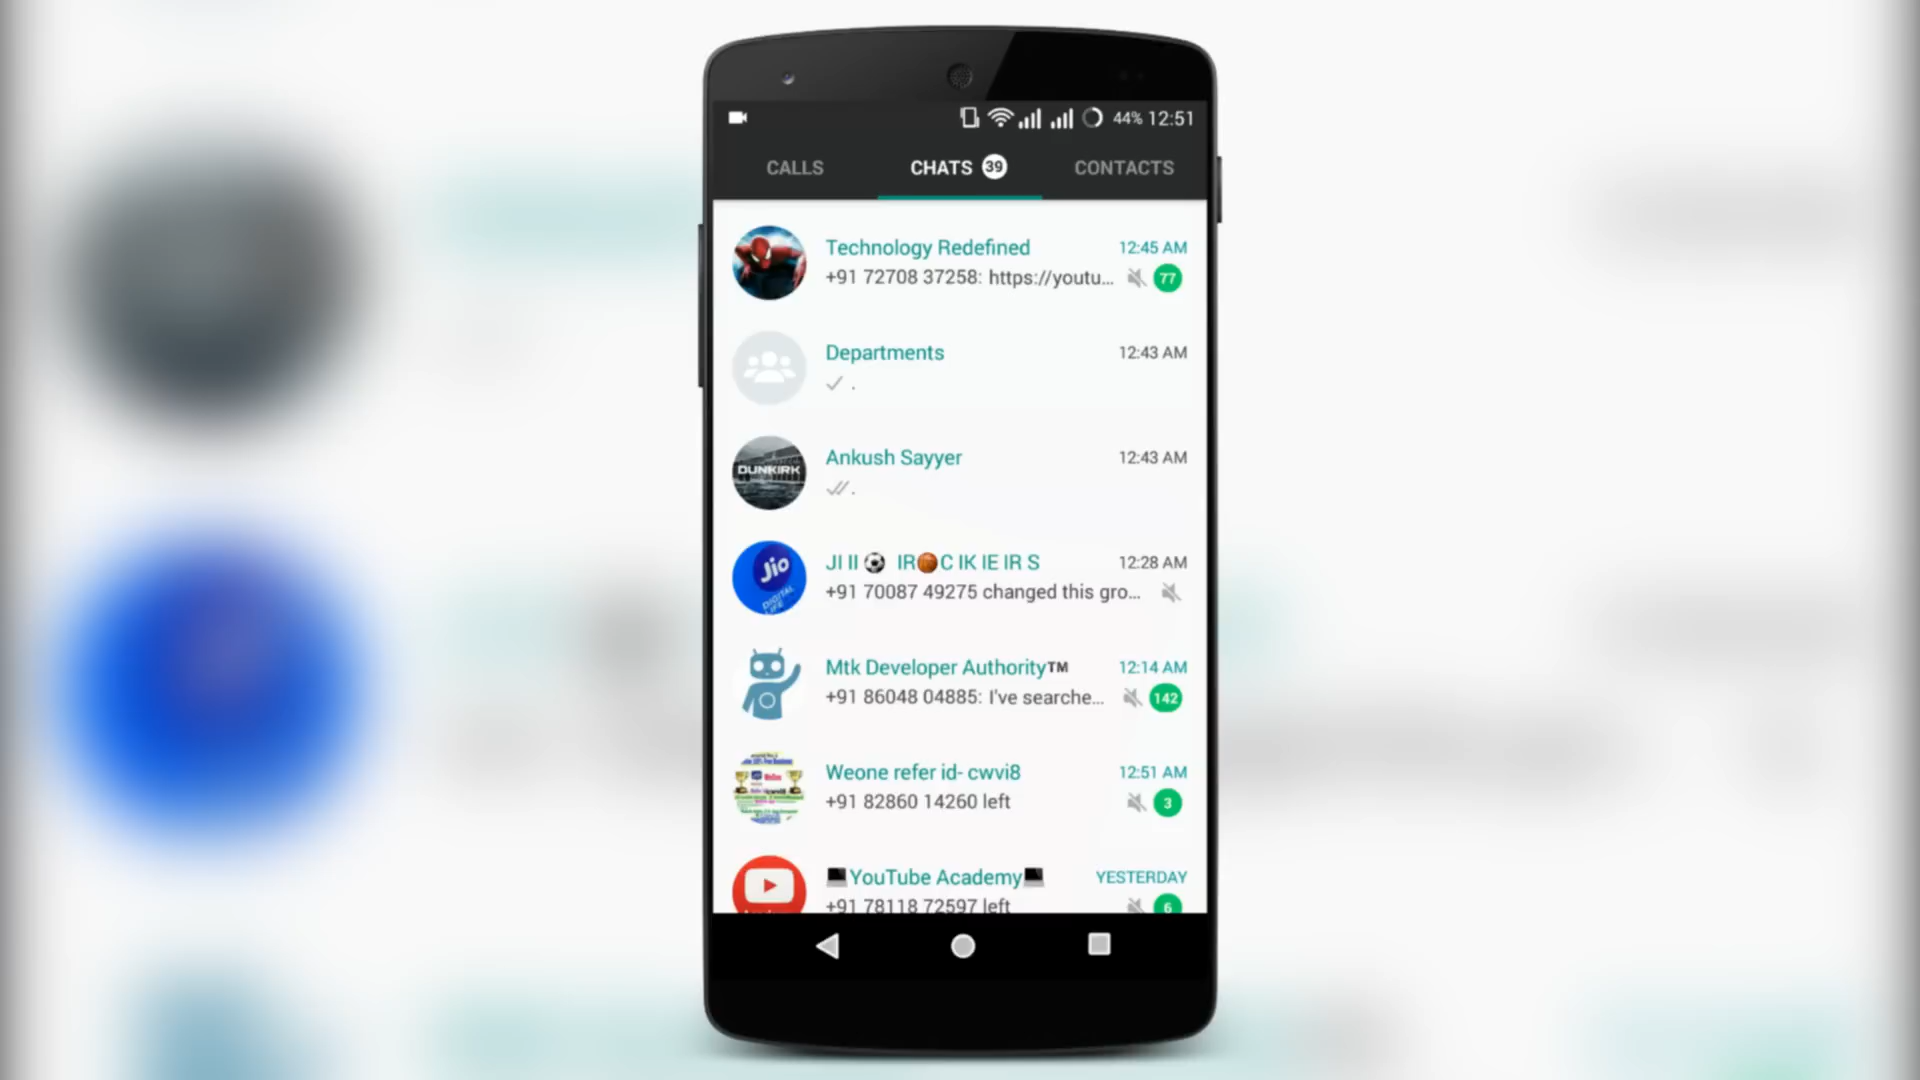 44% 12:51
CALLS CHATS 39 CONTACTS
Technology Redefined 12:45 AM
+91 72708 37258: https://youtu... 77
Departments 12:43 AM
.
DUNKIRK
Ankush Sayyer 12:43 AM
.
Jio
DIGITAL
LIFE
JI II ⚽ IR🏀C IK IE IR S 12:28 AM
+91 70087 49275 changed this gro...
Mtk Developer Authority™ 12:14 AM
+91 86048 04885: I've searche... 142
Weone refer id- cwvi8 12:51 AM
+91 82860 14260 left 3
💻YouTube Academy💻 YESTERDAY
+91 78118 72597 left 6